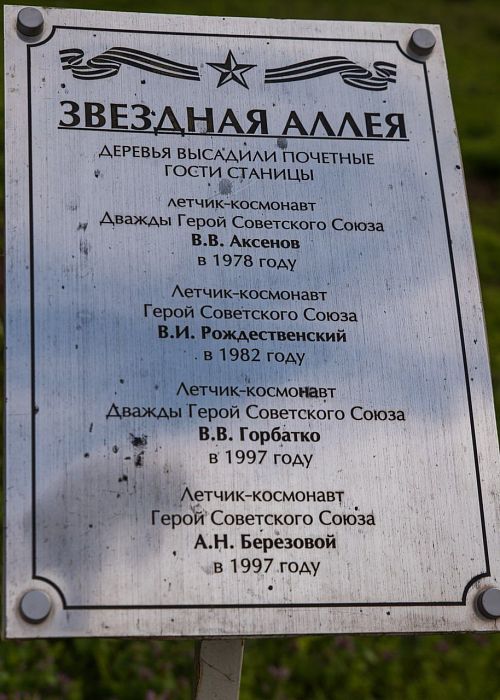 ЗВЕЗДНАЯ АЛЛЕЯ
ДЕРЕВЬЯ ВЫСАДИЛИ ПОЧЕТНЫЕ
ГОСТИ СТАНИЦЫ
летчик-космонавт
Дважды Герой Советского Союза
В.В. Аксенов
в 1978 году
Летчик-космонавт
Герой Советского Союза
В.И. Рождественский
в 1982 году
Летчик-космонавт
Дважды Герой Советского Союза
В.В. Горбатко
в 1997 году
Летчик-космонавт
Герой Советского Союза
А.Н. Березовой
в 1997 году